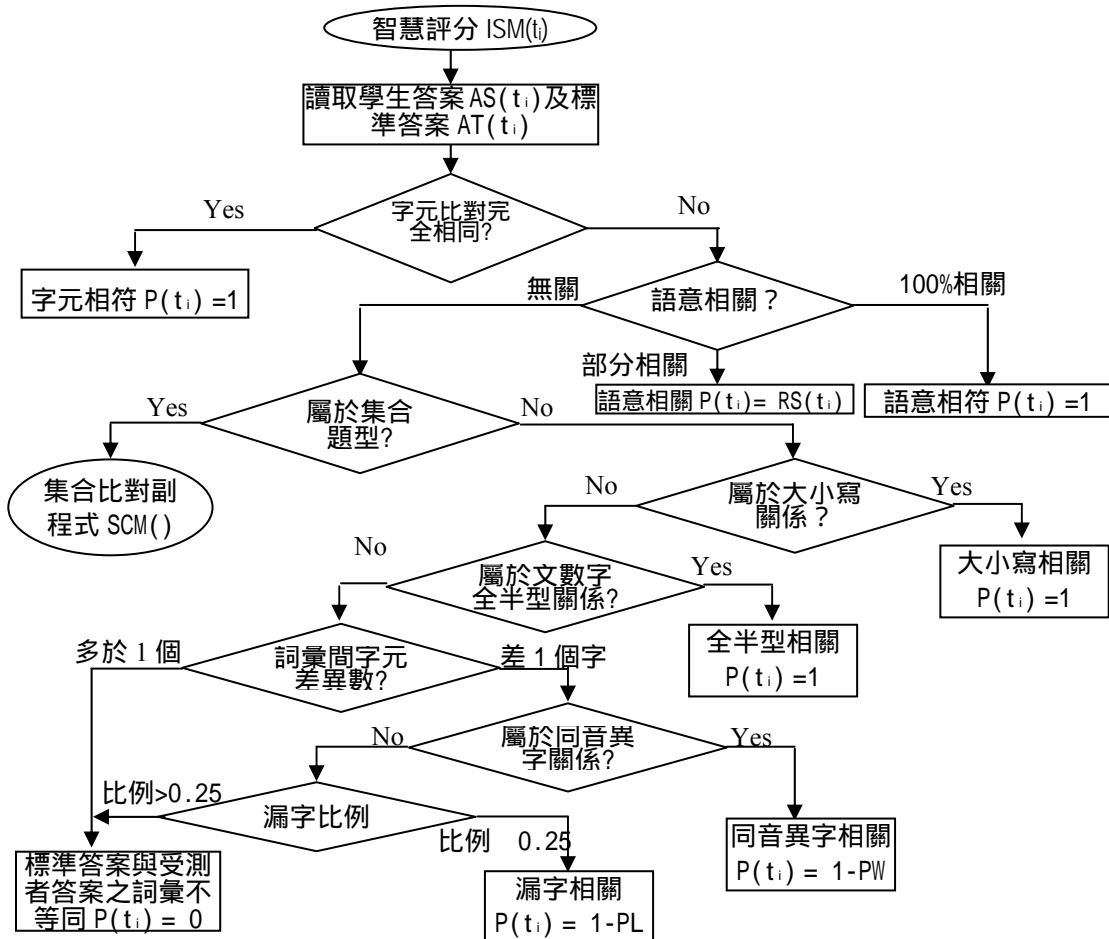 智慧評分 ISM(ti)
讀取學生答案 AS(ti)及標
準答案 AT(ti)
字元比對完
全相同?
Yes
No
字元相符 P(ti) =1
語意相關？
無關
部分相關
100%相關
語意相關 P(ti)= RS(ti)
語意相符 P(ti) =1
屬於集合
題型?
Yes
No
集合比對副
程式 SCM()
屬於大小寫
關係？
No
Yes
大小寫相關
P(ti) =1
屬於文數字
全半型關係?
No
Yes
全半型相關
P(ti) =1
詞彙間字元
差異數?
多於 1 個
差 1 個字
屬於同音異
字關係?
No
Yes
同音異字相關
P(ti) = 1-PW
漏字比例
比例>0.25
比例 0.25
標準答案與受測
者答案之詞彙不
等同 P(ti) = 0
漏字相關
P(ti) = 1-PL